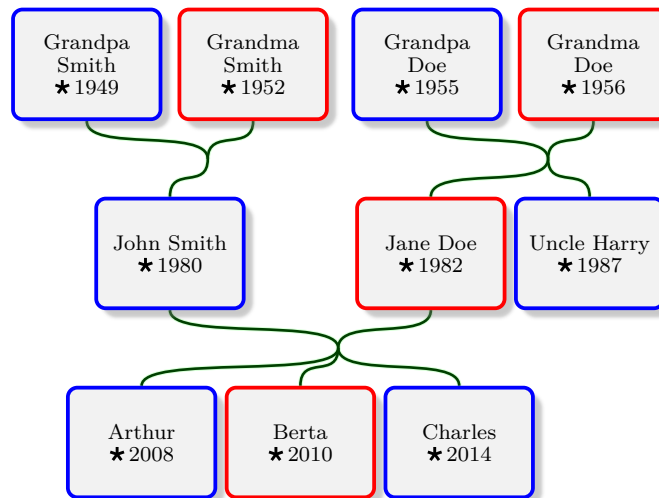 Grandpa
Smith
★ 1949
Grandma
Smith
★ 1952
Grandpa
Doe
★ 1955
Grandma
Doe
★ 1956
John Smith
★ 1980
Jane Doe
★ 1982
Uncle Harry
★ 1987
Arthur
★ 2008
Berta
★ 2010
Charles
★ 2014